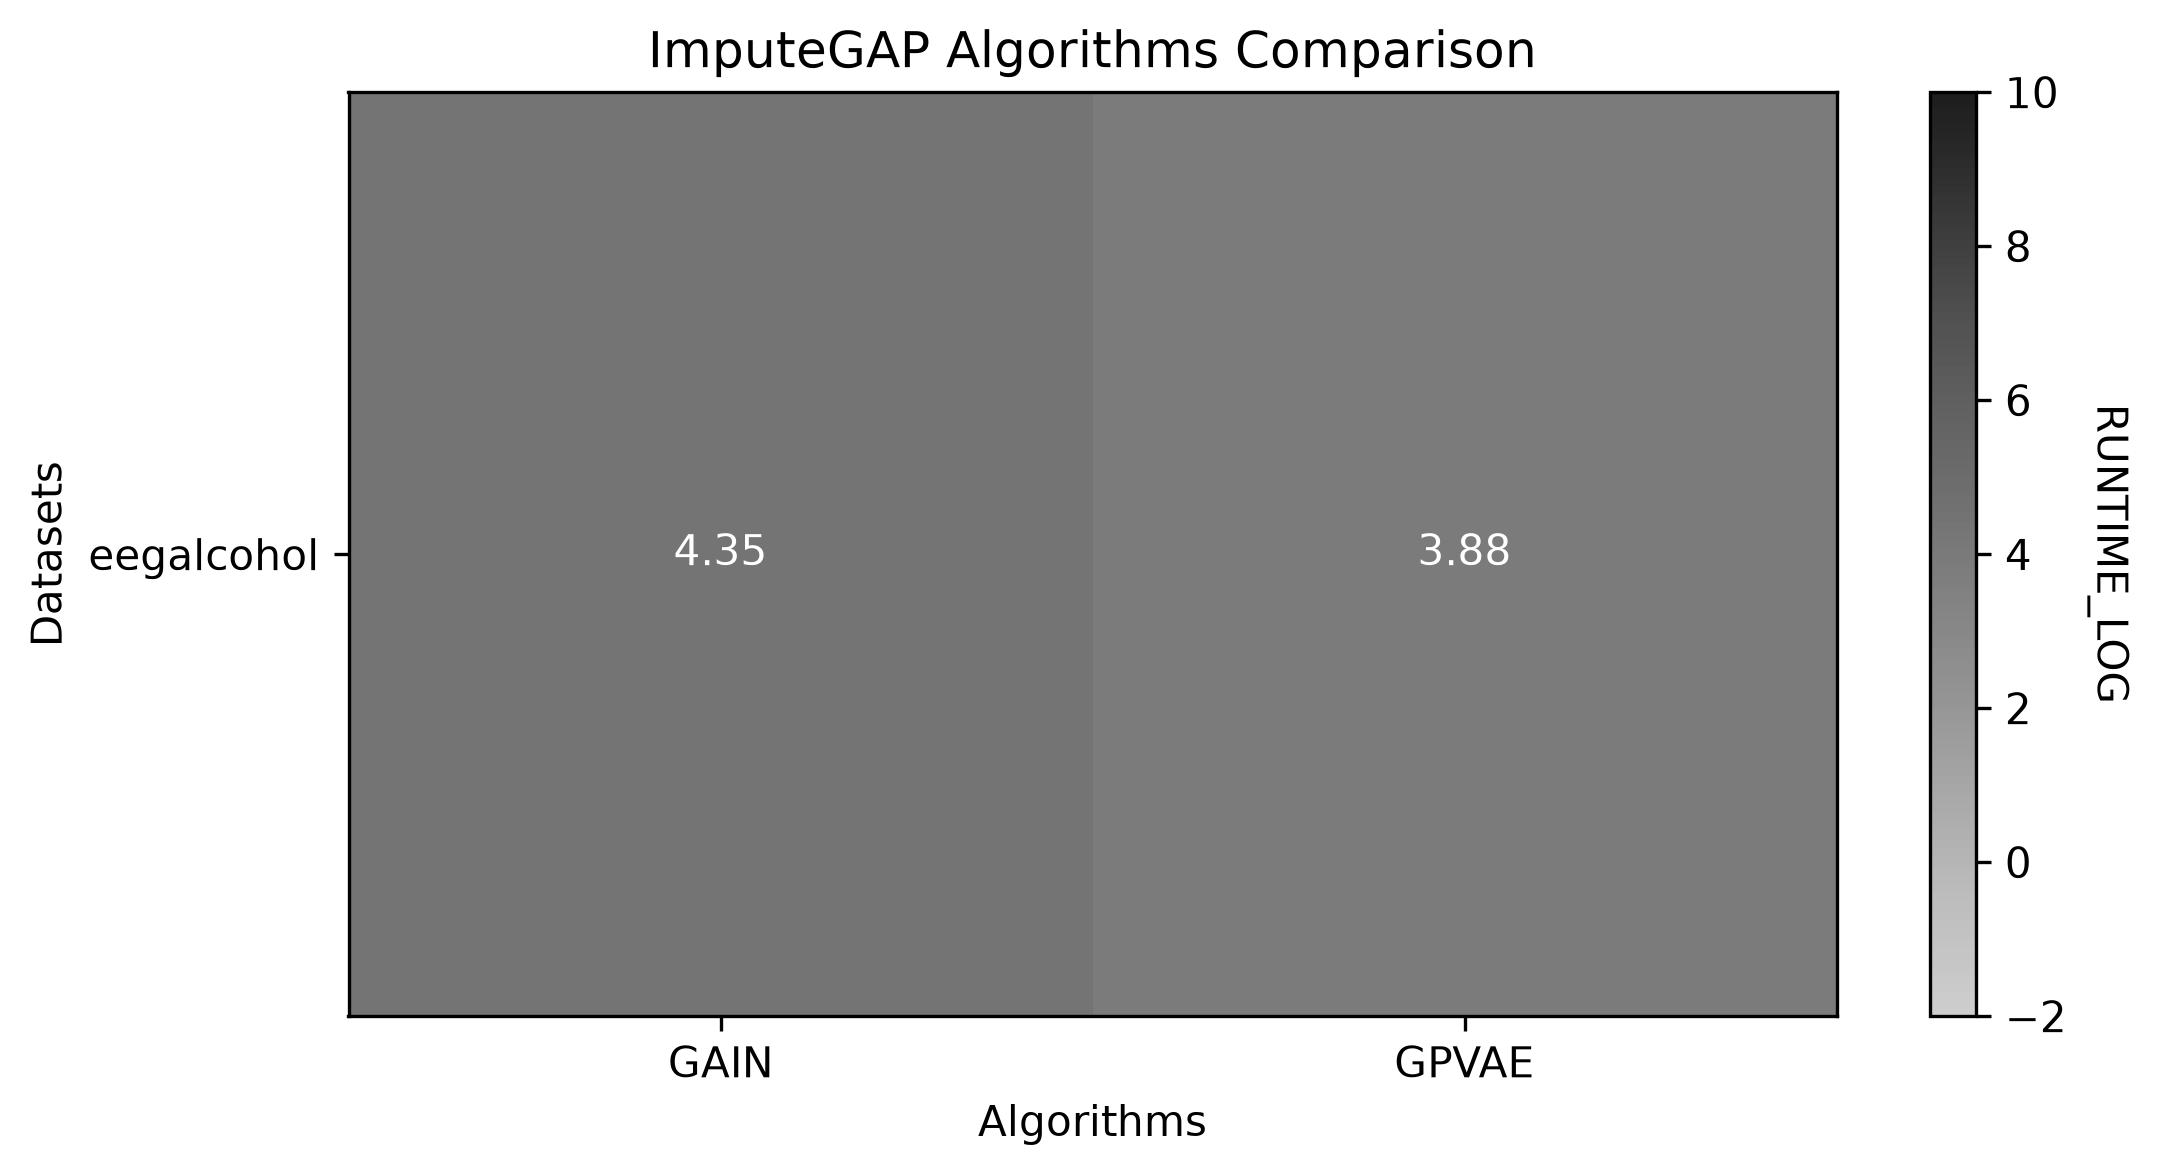 ImputeGAP Algorithms Comparison
Datasets
eegalcohol
4.35
3.88
GAIN
GPVAE
Algorithms
10
8
6
4
2
0
−2
RUNTIME_LOG